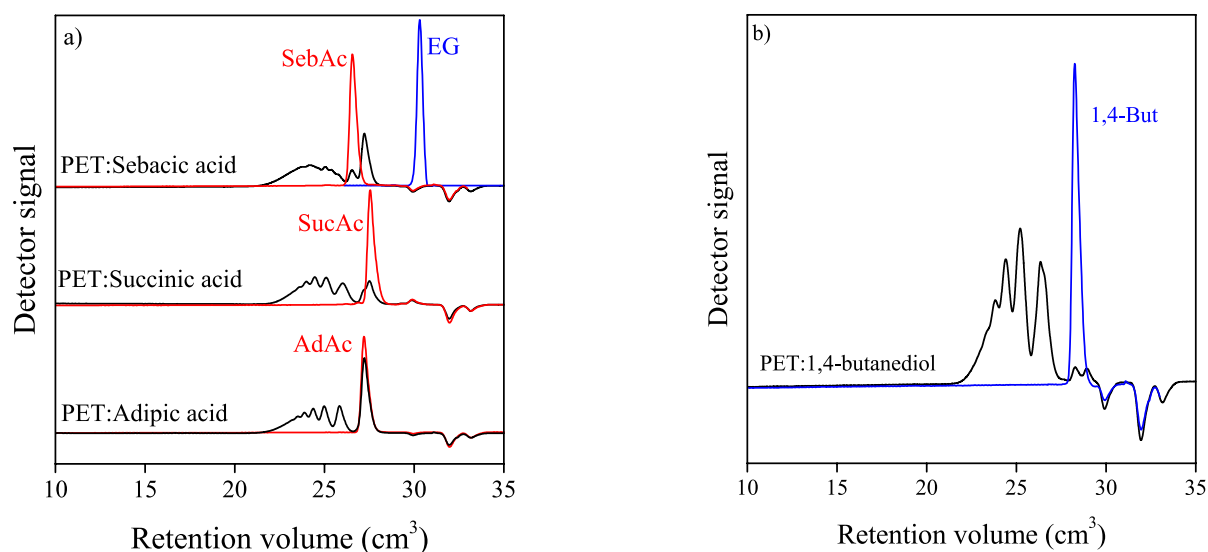 a)
EG
SebAc
PET:Sebacic acid
SucAc
PET:Succinic acid
AdAc
PET:Adipic acid
Detector signal
10 15 20 25 30 35
Retention volume (cm³)
b)
1,4-But
PET:1,4-butanediol
Detector signal
10 15 20 25 30 35
Retention volume (cm³)